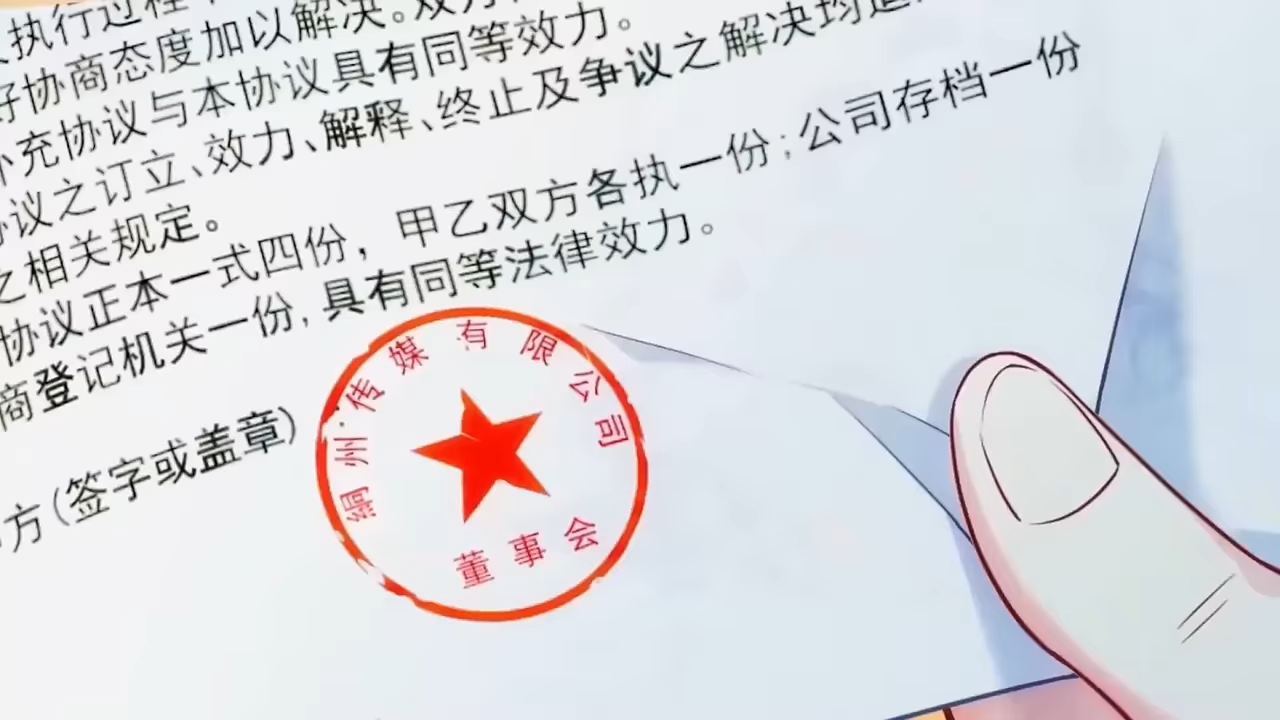 执行过程中
好协商态度加以解决。双方
补充协议与本协议具有同等效力。
协议之订立、效力、解释、终止及争议之解决均适
之相关规定。
协议正本一式四份，甲乙双方各执一份；公司存档一份
商登记机关一份，具有同等法律效力。
方(签字或盖章)
州传媒有限公司
董事会